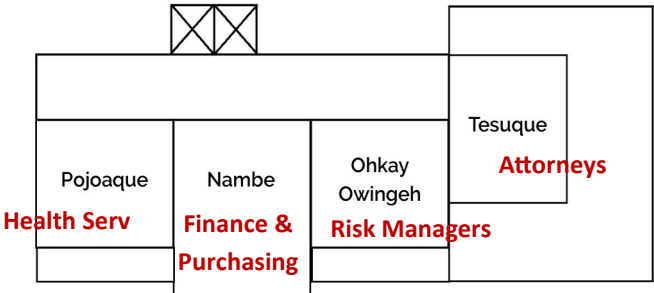 Tesuque
Attorneys
Pojoaque
Health Serv
Nambe
Finance &
Purchasing
Ohkay
Owingeh
Risk Managers